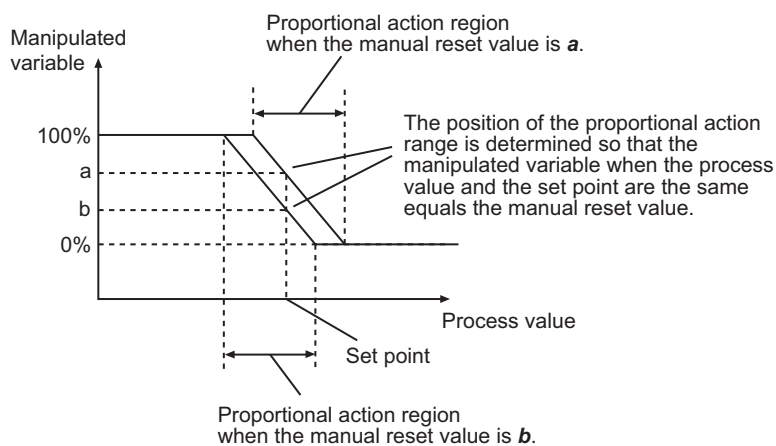 Proportional action region
when the manual reset value is a.
Manipulated
variable
100%
a
b
0%
The position of the proportional action
range is determined so that the
manipulated variable when the process
value and the set point are the same
equals the manual reset value.
Process value
Set point
Proportional action region
when the manual reset value is b.